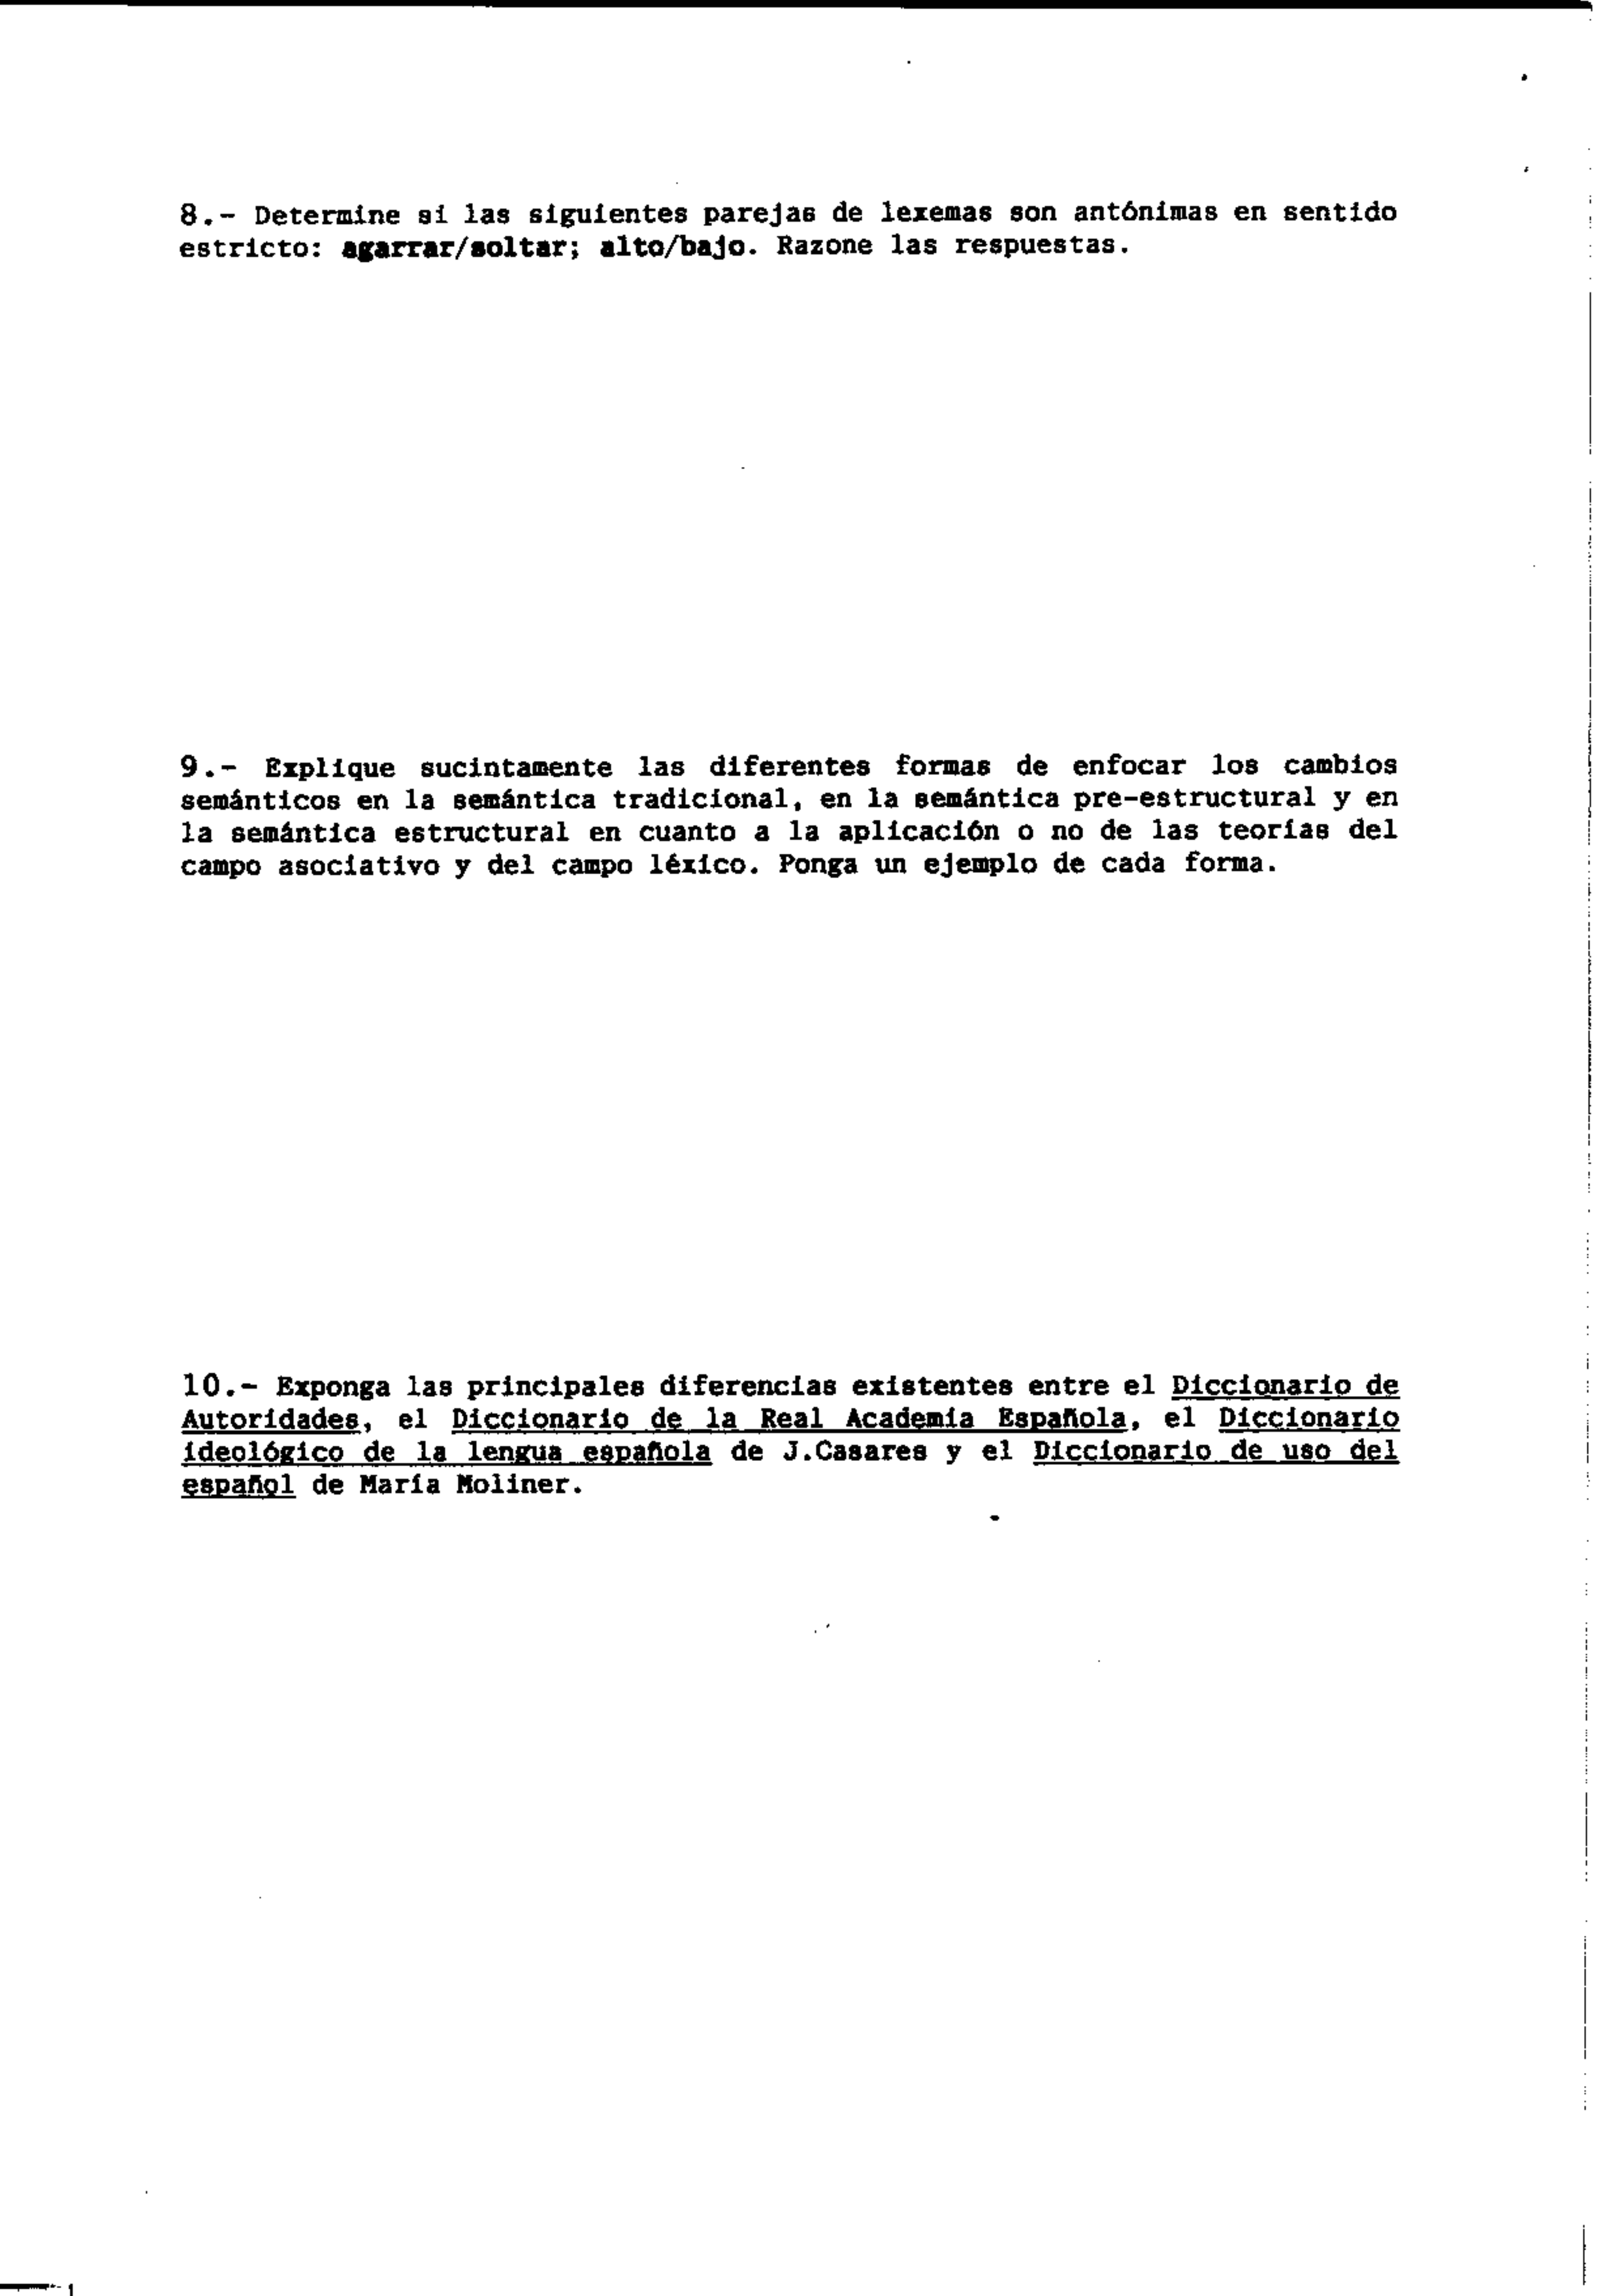 8.- Determine si las siguientes parejas de lexemas son antónimas en sentido
estricto: agarrar/soltar; alto/bajo. Razone las respuestas.
9.- Explique sucintamente las diferentes formas de enfocar los cambios
semánticos en la semántica tradicional, en la semántica pre-estructural y en
la semántica estructural en cuanto a la aplicación o no de las teorías del
campo asociativo y del campo léxico. Ponga un ejemplo de cada forma.
10.- Exponga las principales diferencias existentes entre el Diccionario de
Autoridades, el Diccionario de la Real Academia Española, el Diccionario
ideológico de la lengua española de J.Casares y el Diccionario de uso del
español de María Moliner.